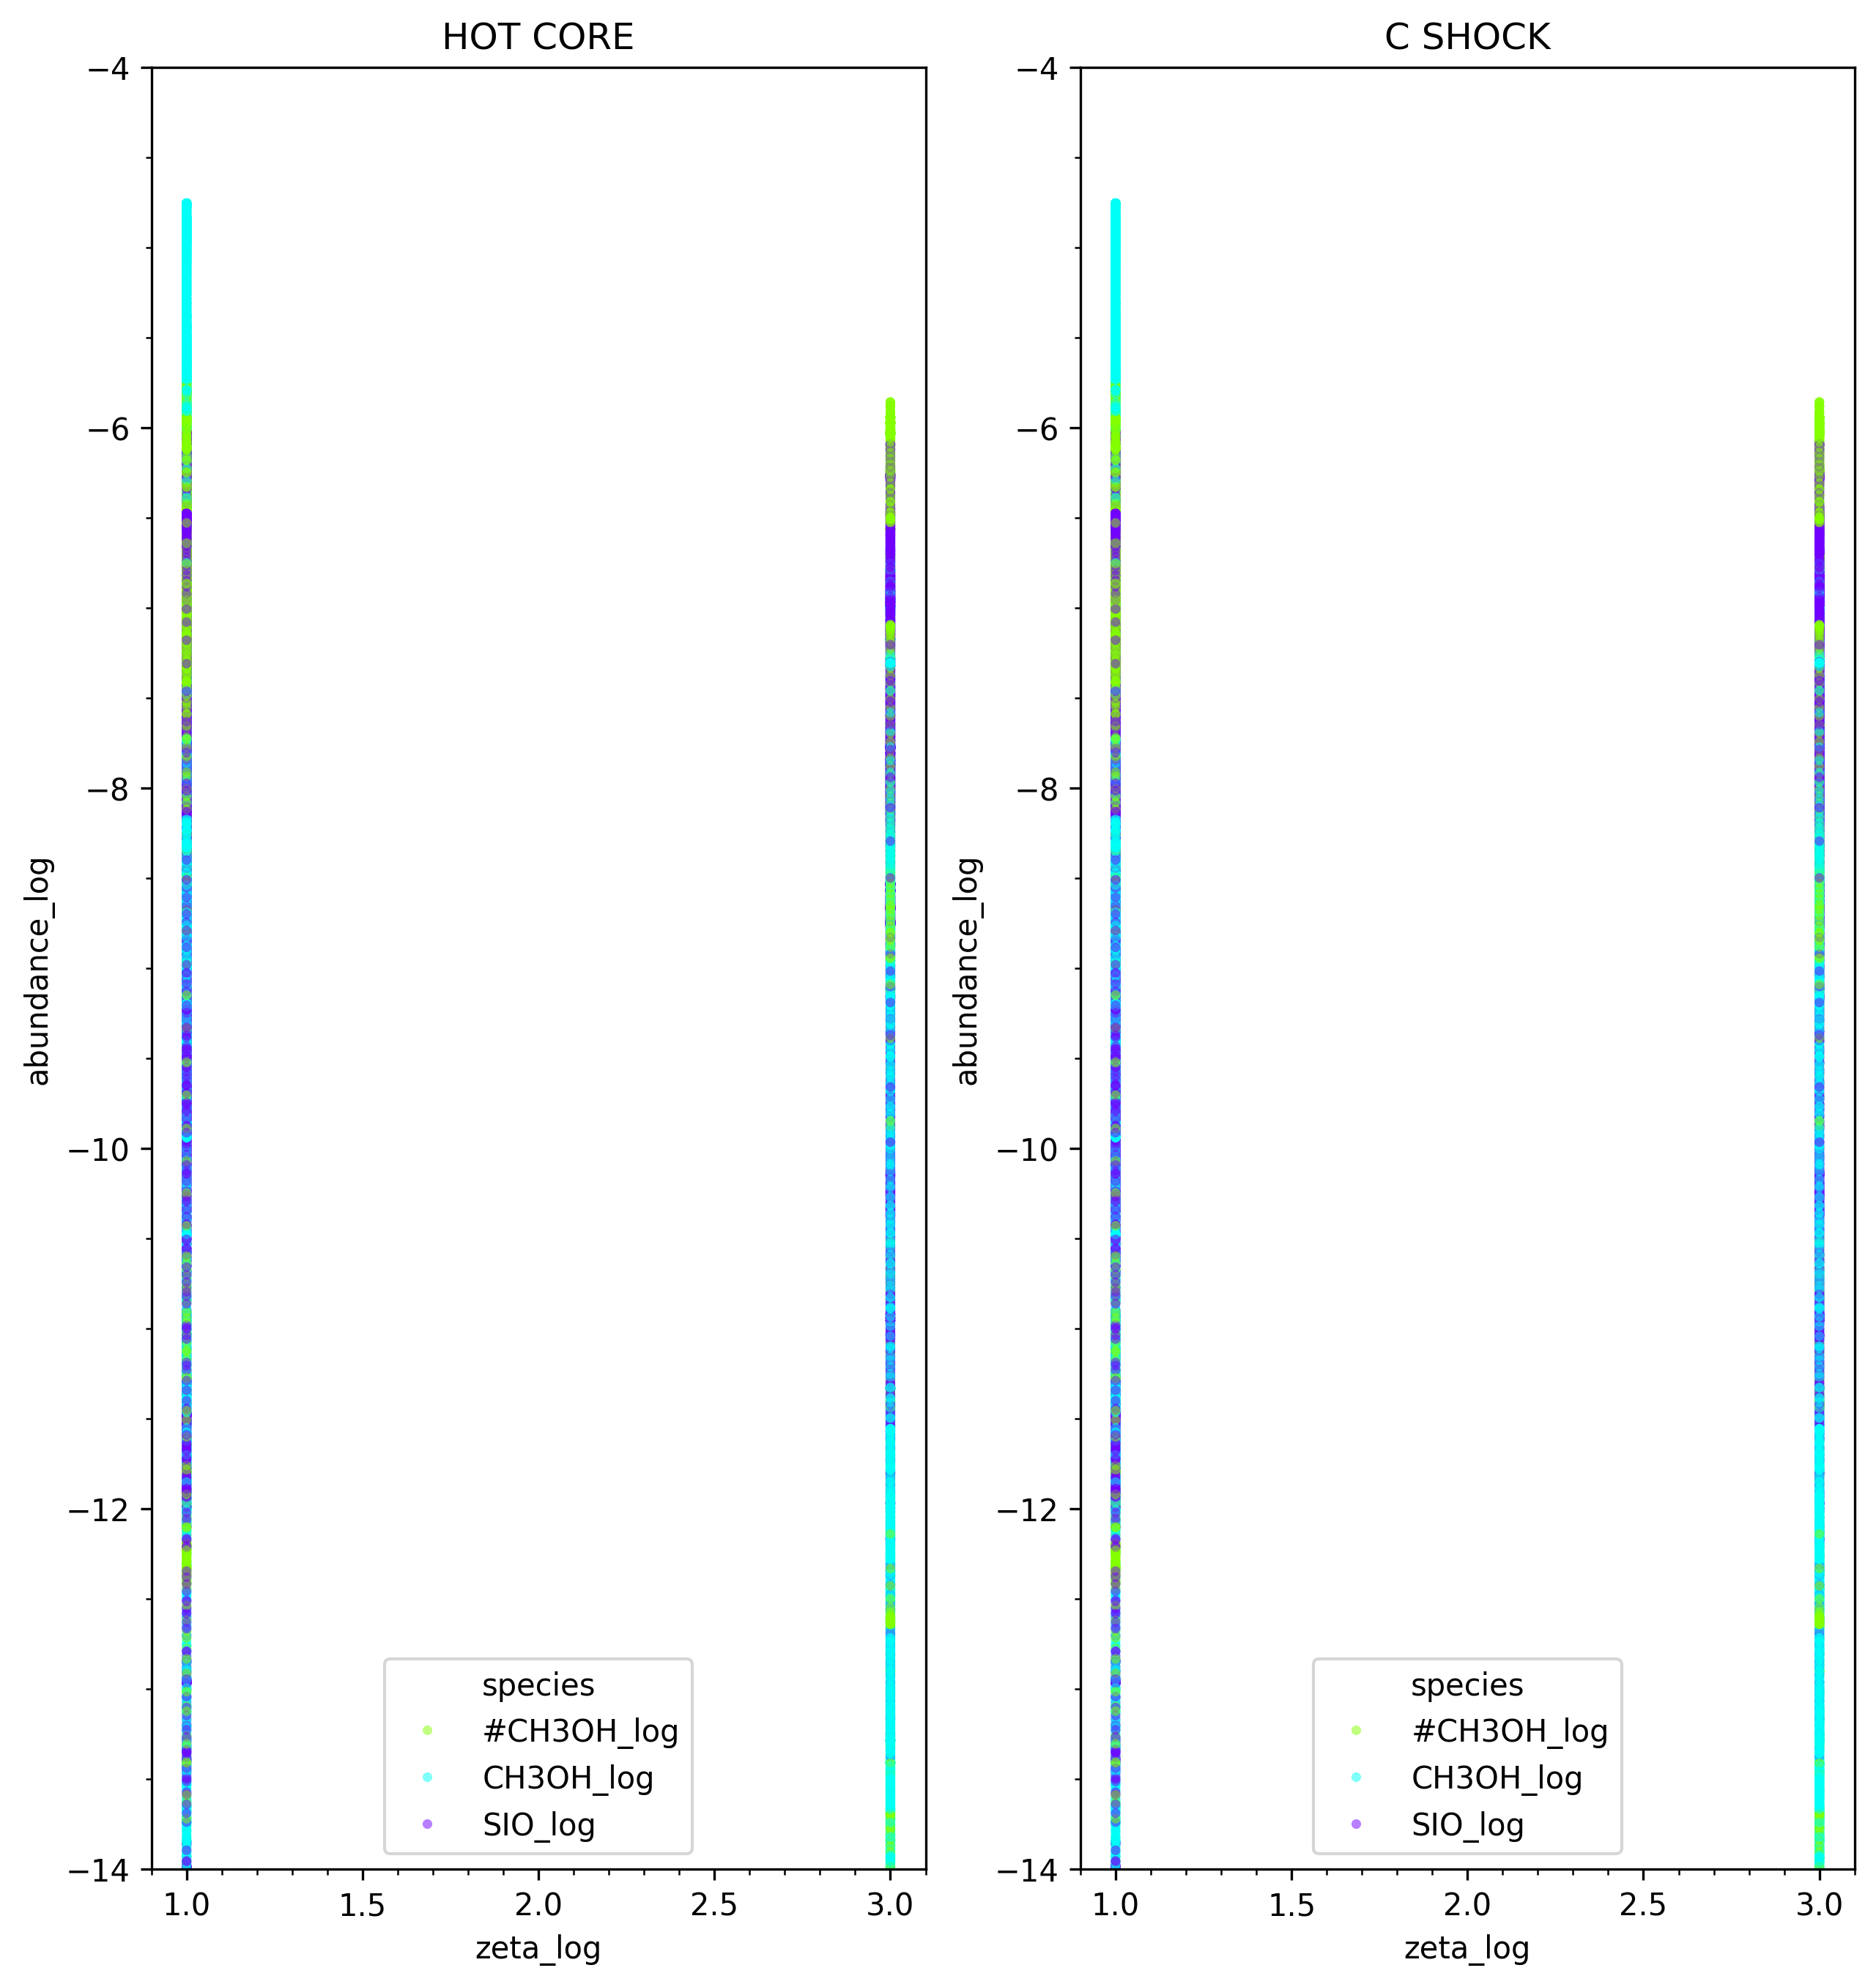 HOT CORE
−4
−6
−8
−10
−12
−14
abundance_log
1.0 1.5 2.0 2.5 3.0
zeta_log
species
#CH3OH_log
CH3OH_log
SIO_log
C SHOCK
−4
−6
−8
−10
−12
−14
abundance_log
1.0 1.5 2.0 2.5 3.0
zeta_log
species
#CH3OH_log
CH3OH_log
SIO_log